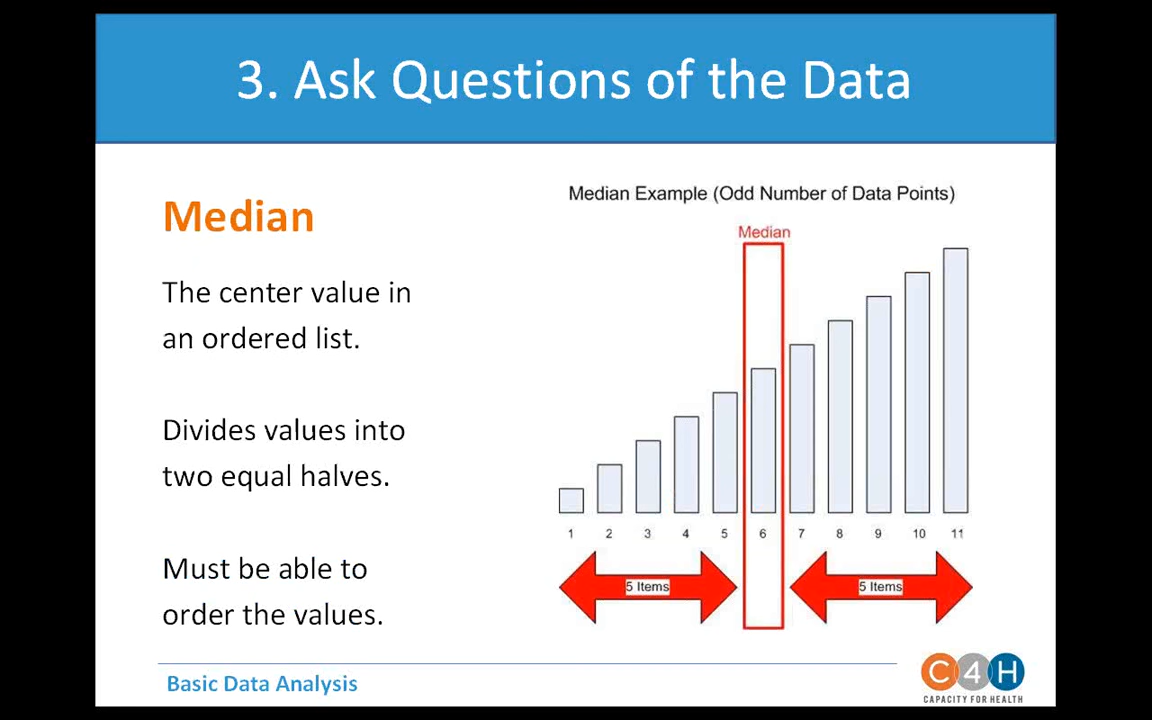 3. Ask Questions of the Data
Median
The center value in
an ordered list.
Divides values into
two equal halves.
Must be able to
order the values.
Median Example (Odd Number of Data Points)
Median
1 2 3 4 5 6 7 8 9 10 11
5 Items 5 Items
Basic Data Analysis
C4H
CAPACITY FOR HEALTH